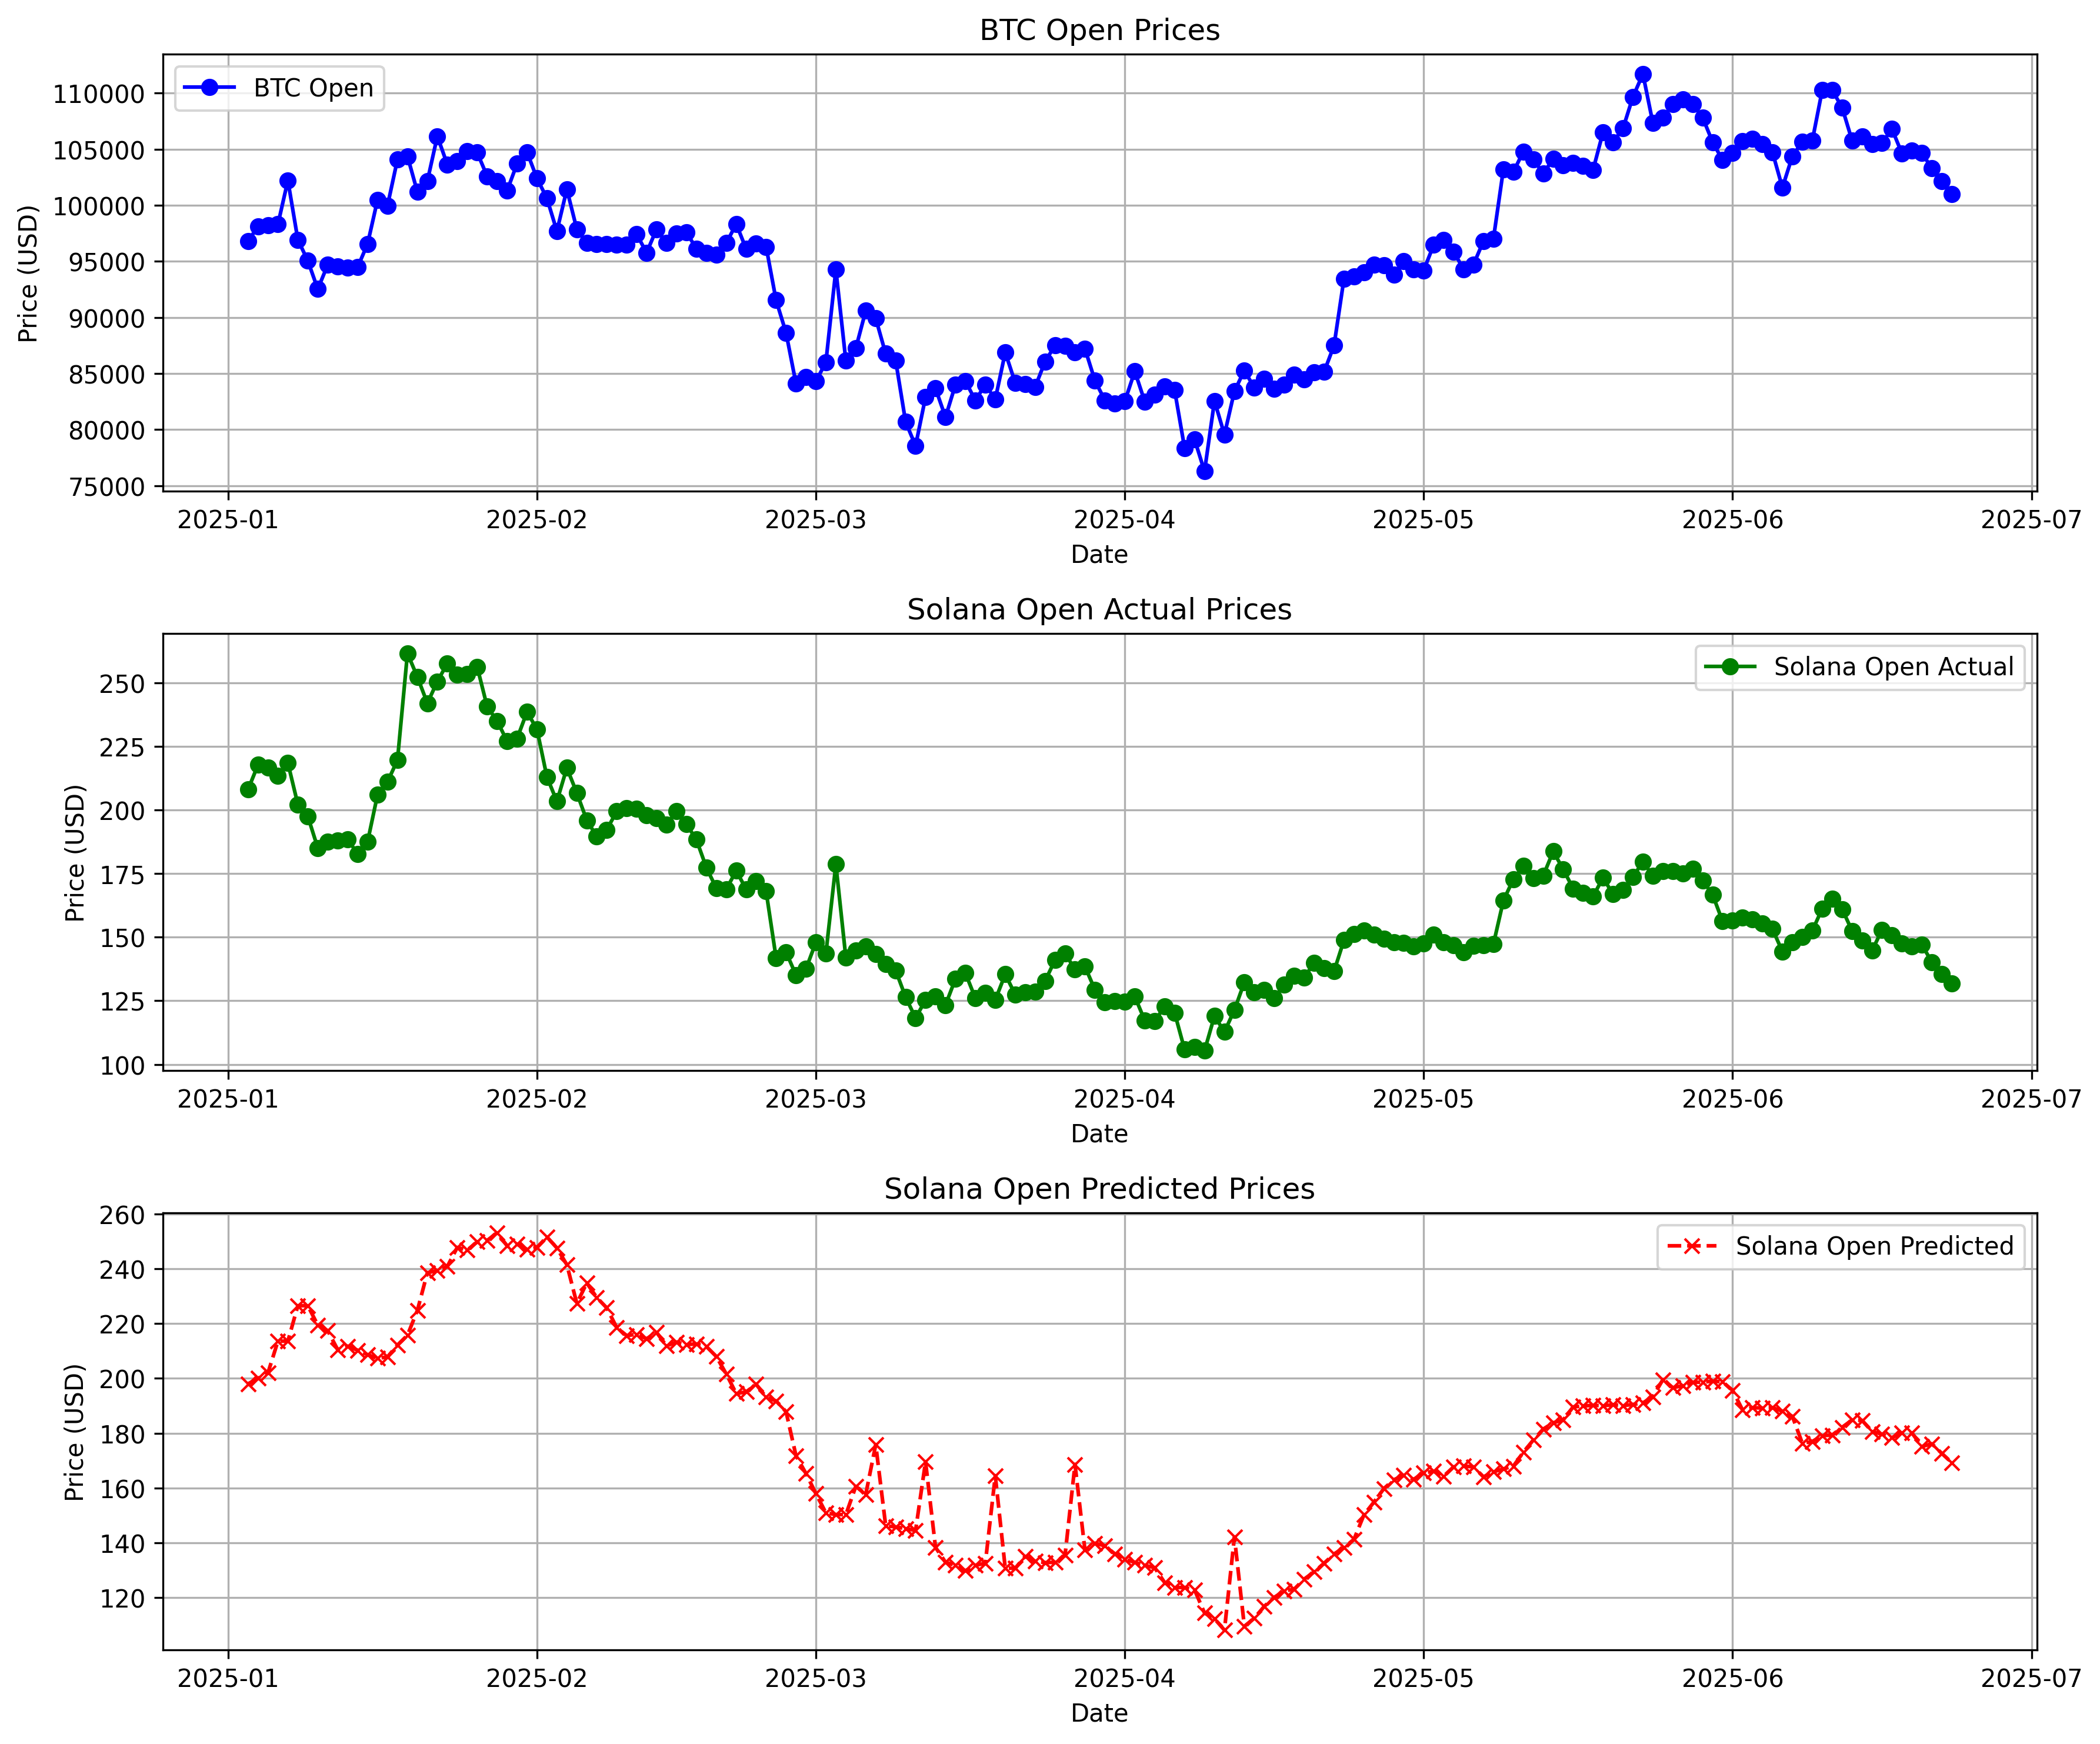 BTC Open Prices
BTC Open
110000
105000
100000
95000
90000
85000
80000
75000
Price (USD)
2025-01 2025-02 2025-03 2025-04 2025-05 2025-06 2025-07
Date
Solana Open Actual Prices
Solana Open Actual
250
225
200
175
150
125
100
Price (USD)
2025-01 2025-02 2025-03 2025-04 2025-05 2025-06 2025-07
Date
Solana Open Predicted Prices
Solana Open Predicted
260
240
220
200
180
160
140
120
Price (USD)
2025-01 2025-02 2025-03 2025-04 2025-05 2025-06 2025-07
Date